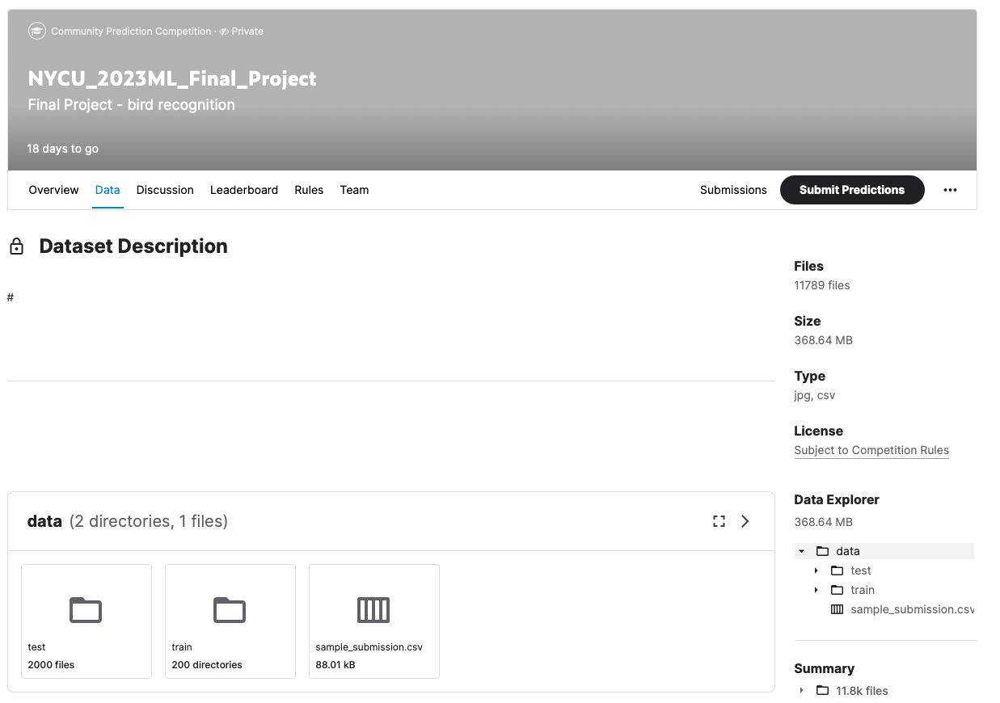 Community Prediction Competition · Private
NYCU_2023ML_Final_Project
Final Project - bird recognition
18 days to go
Overview Data Discussion Leaderboard Rules Team Submissions Submit Predictions
Dataset Description
#
Files
11789 files
Size
368.64 MB
Type
jpg, csv
License
Subject to Competition Rules
data (2 directories, 1 files)
test
2000 files
train
200 directories
sample_submission.csv
88.01 kB
Data Explorer
368.64 MB
data
test
train
sample_submission.csv
Summary
11.8k files